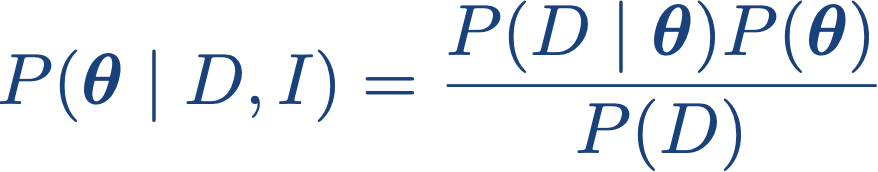 P(θ | D, I) = P(D | θ)P(θ) / P(D)